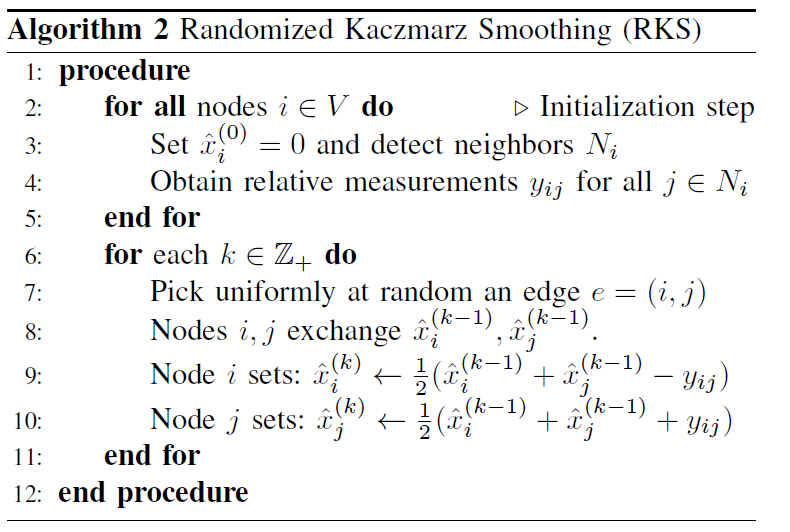 Algorithm 2 Randomized Kaczmarz Smoothing (RKS)
1: procedure
2: for all nodes $i \in V$ do ▷ Initialization step
3: Set $\hat{x}_i^{(0)} = 0$ and detect neighbors $N_i$
4: Obtain relative measurements $y_{ij}$ for all $j \in N_i$
5: end for
6: for each $k \in \mathbb{Z}_+$ do
7: Pick uniformly at random an edge $e = (i, j)$
8: Nodes $i, j$ exchange $\hat{x}_i^{(k-1)}, \hat{x}_j^{(k-1)}$.
9: Node $i$ sets: $\hat{x}_i^{(k)} \leftarrow \frac{1}{2}(\hat{x}_i^{(k-1)} + \hat{x}_j^{(k-1)} - y_{ij})$
10: Node $j$ sets: $\hat{x}_j^{(k)} \leftarrow \frac{1}{2}(\hat{x}_i^{(k-1)} + \hat{x}_j^{(k-1)} + y_{ij})$
11: end for
12: end procedure